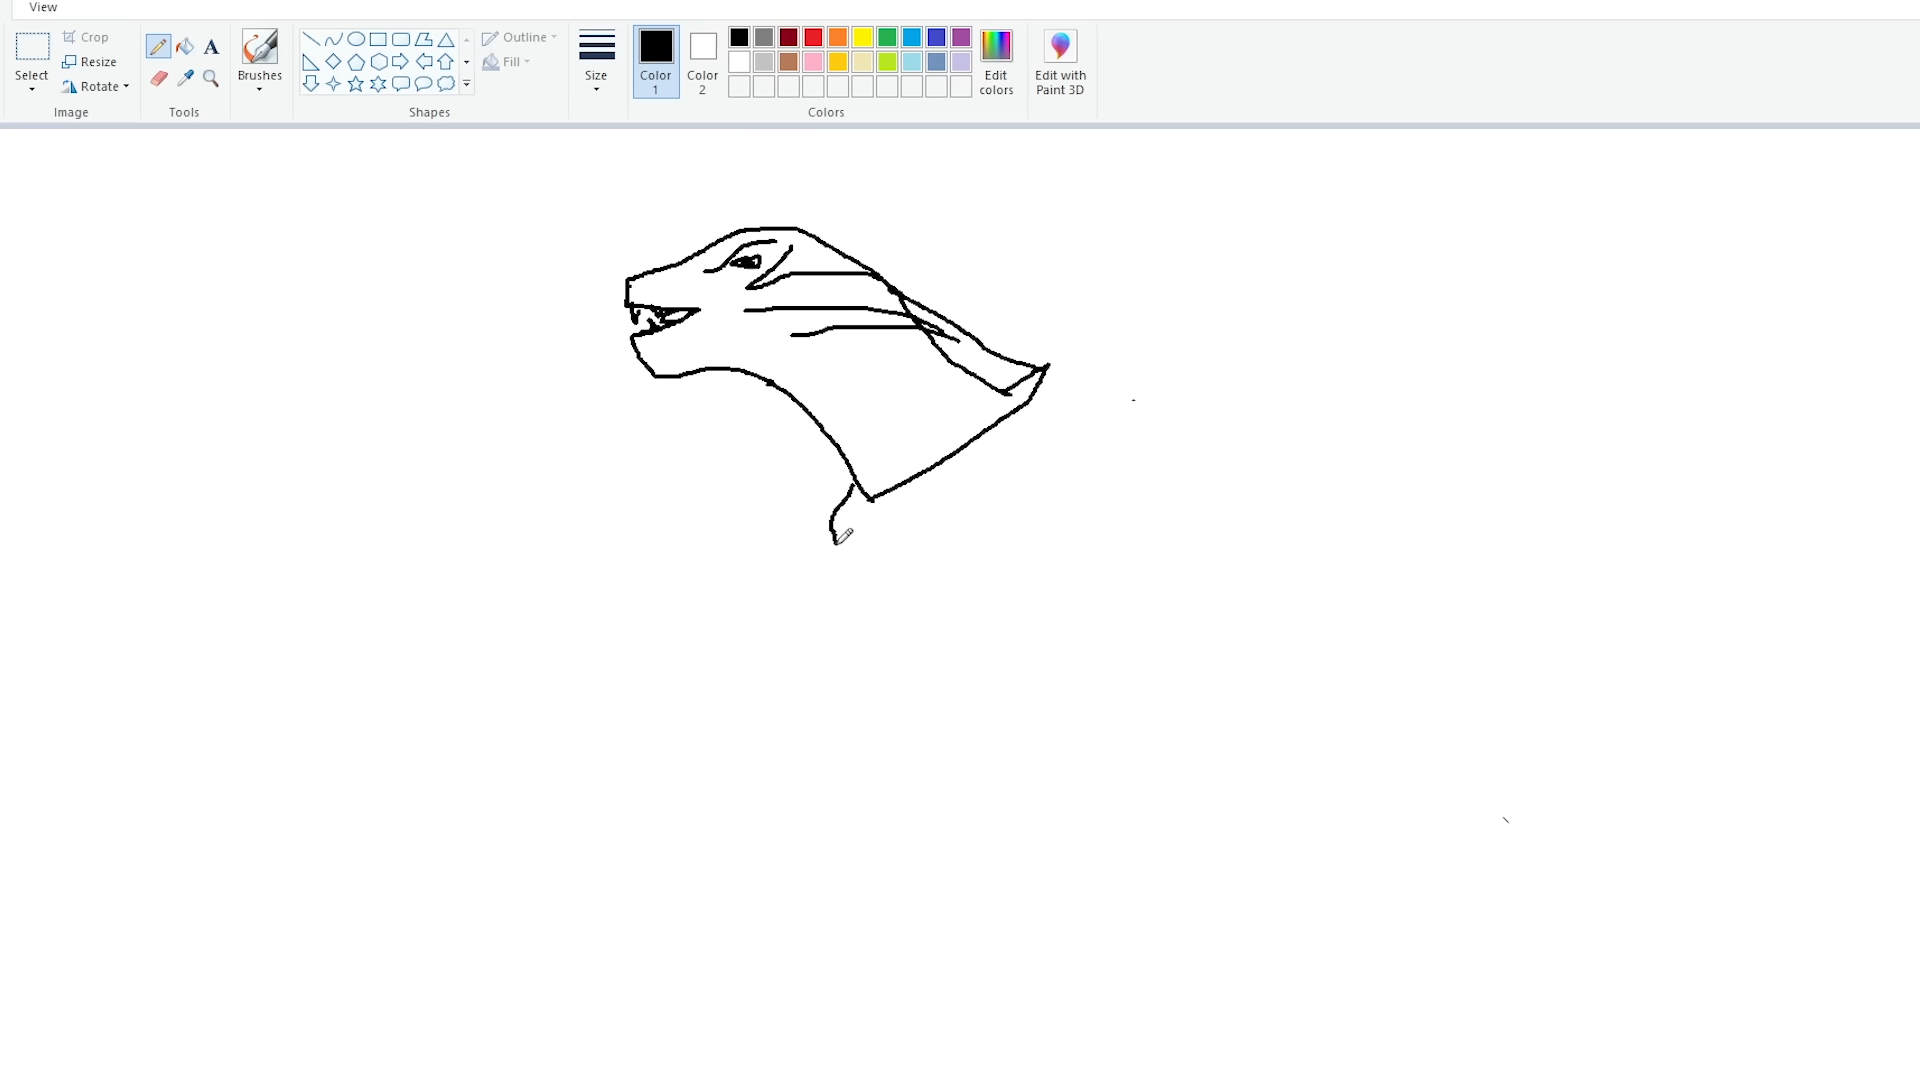 View
Select
Crop
Resize
Rotate
Image
A
Tools
Brushes
Shapes
Outline
Fill
Size
Color
1
Color
2
Edit
colors
Colors
Edit with
Paint 3D